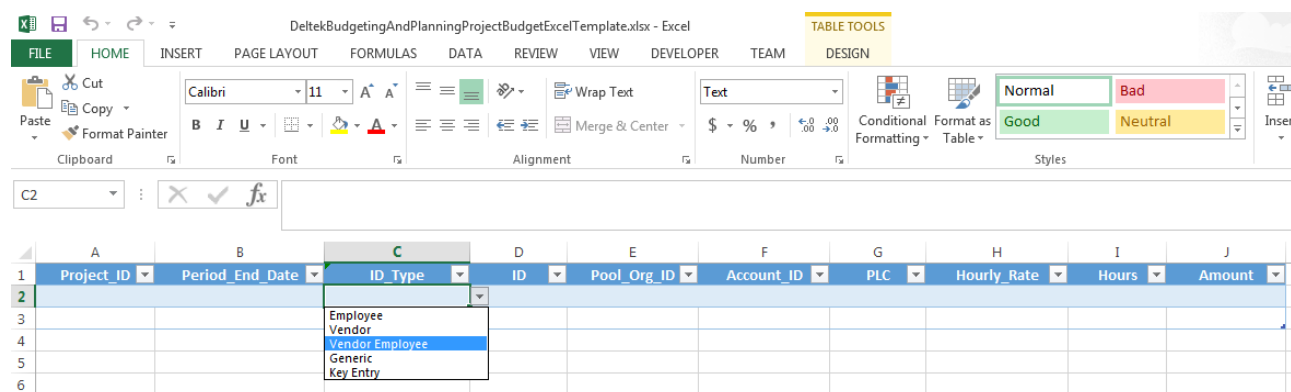 DeltekBudgetingAndPlanningProjectBudgetExcelTemplate.xlsx - Excel
TABLE TOOLS
FILE HOME INSERT PAGE LAYOUT FORMULAS DATA REVIEW VIEW DEVELOPER TEAM DESIGN
Paste
Cut
Copy
Format Painter
Clipboard
Calibri 11
B I U
Font
Wrap Text
Merge & Center
Alignment
Text
$ % ,
Number
Conditional Formatting
Format as Table
Normal Bad
Good Neutral
Styles
C2
fx
A B C D E F G H I J
1 Project_ID Period_End_Date ID_Type ID Pool_Org_ID Account_ID PLC Hourly_Rate Hours Amount
2
3
4
5
6
Employee
Vendor
Vendor Employee
Generic
Key Entry